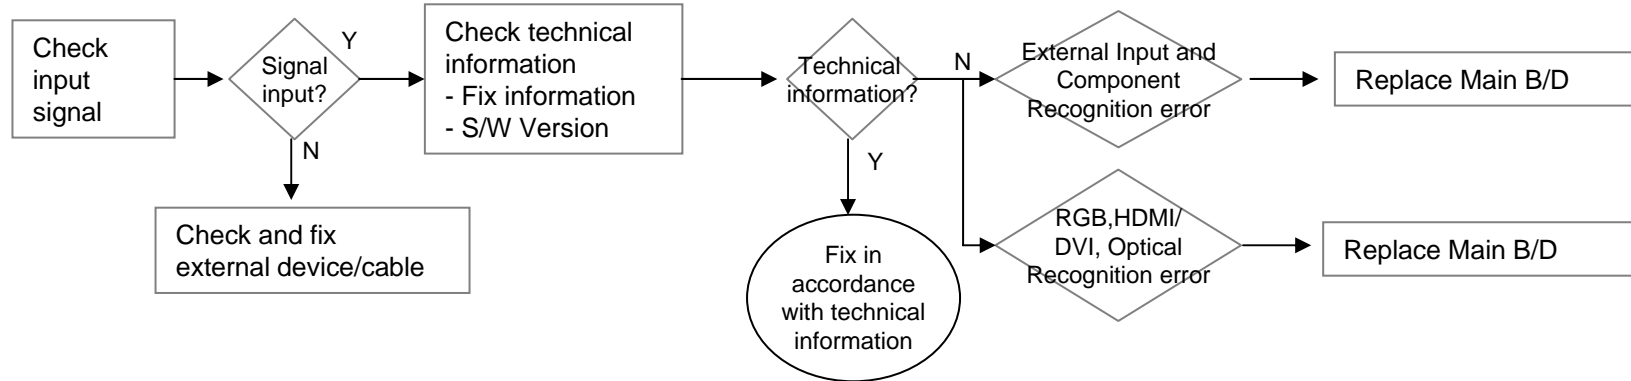 Check
input
signal
Signal
input?
Y
N
Check and fix
external device/cable
Check technical
information
- Fix information
- S/W Version
Technical
information?
N
Y
Fix in
accordance
with technical
information
External Input and
Component
Recognition error
Replace Main B/D
RGB,HDMI/
DVI, Optical
Recognition error
Replace Main B/D